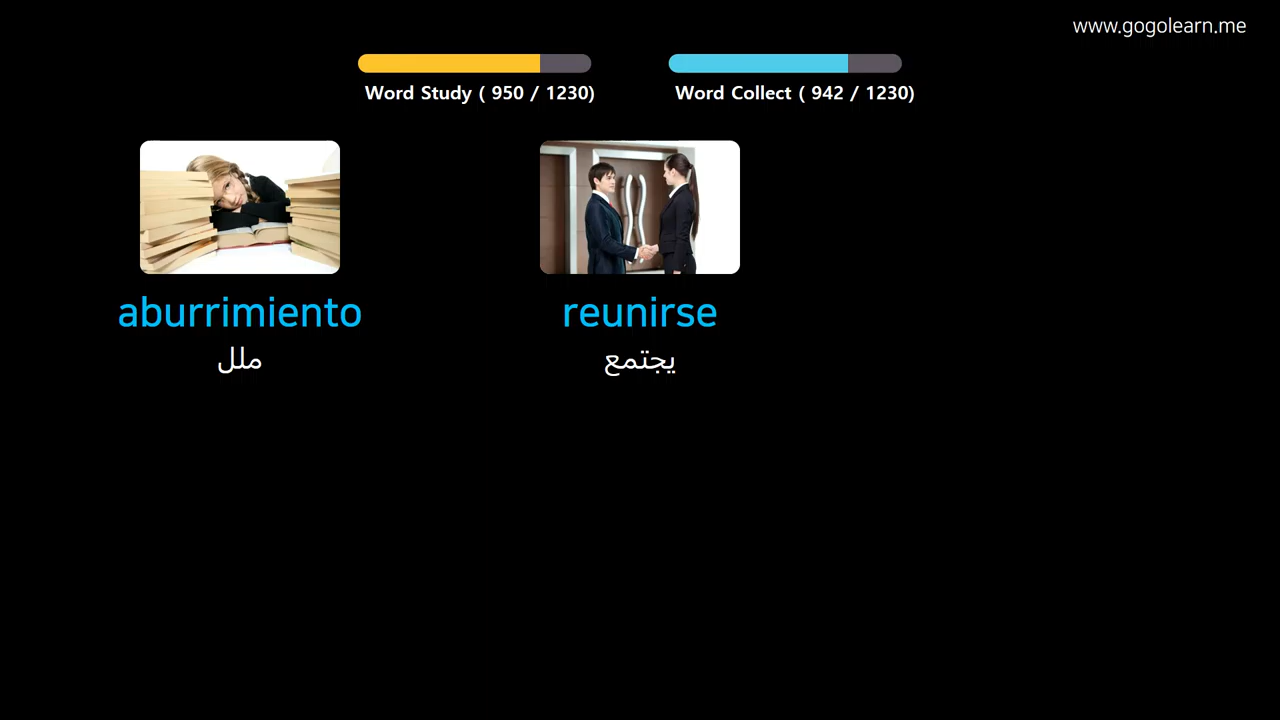 www.gogolearn.me
Word Study ( 950 / 1230)
Word Collect ( 942 / 1230)
aburrimiento
ملل
reunirse
يجتمع